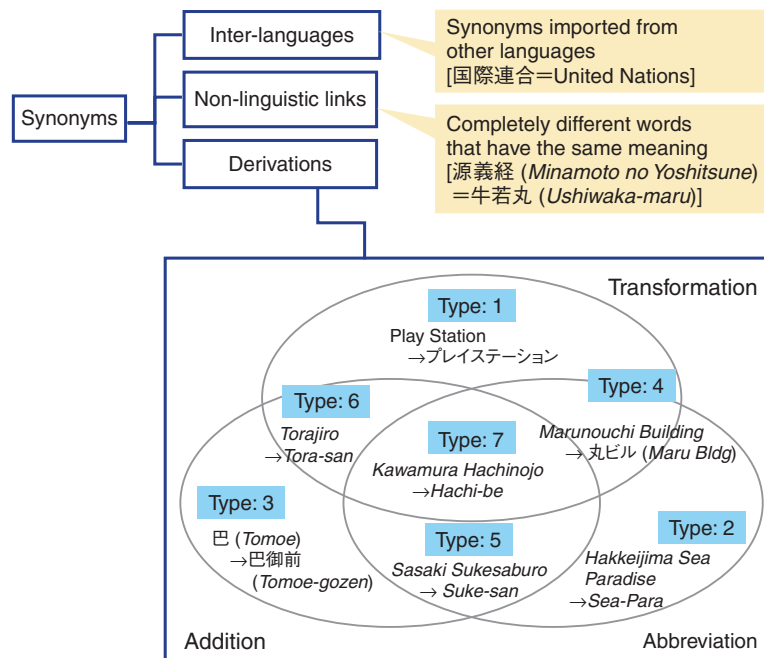 Synonyms
Inter-languages
Non-linguistic links
Derivations
Synonyms imported from
other languages
[国際連合＝United Nations]
Completely different words
that have the same meaning
[源義経 (Minamoto no Yoshitsune)
＝牛若丸 (Ushiwaka-maru)]
Transformation
Type: 1
Play Station
→プレイステーション
Type: 6
Torajiro
→Tora-san
Type: 4
Marunouchi Building
→丸ビル (Maru Bldg)
Type: 7
Kawamura Hachinojo
→Hachi-be
Type: 3
巴 (Tomoe)
→巴御前
(Tomoe-gozen)
Type: 5
Sasaki Sukesaburo
→ Suke-san
Type: 2
Hakkeijima Sea
Paradise
→Sea-Para
Addition
Abbreviation